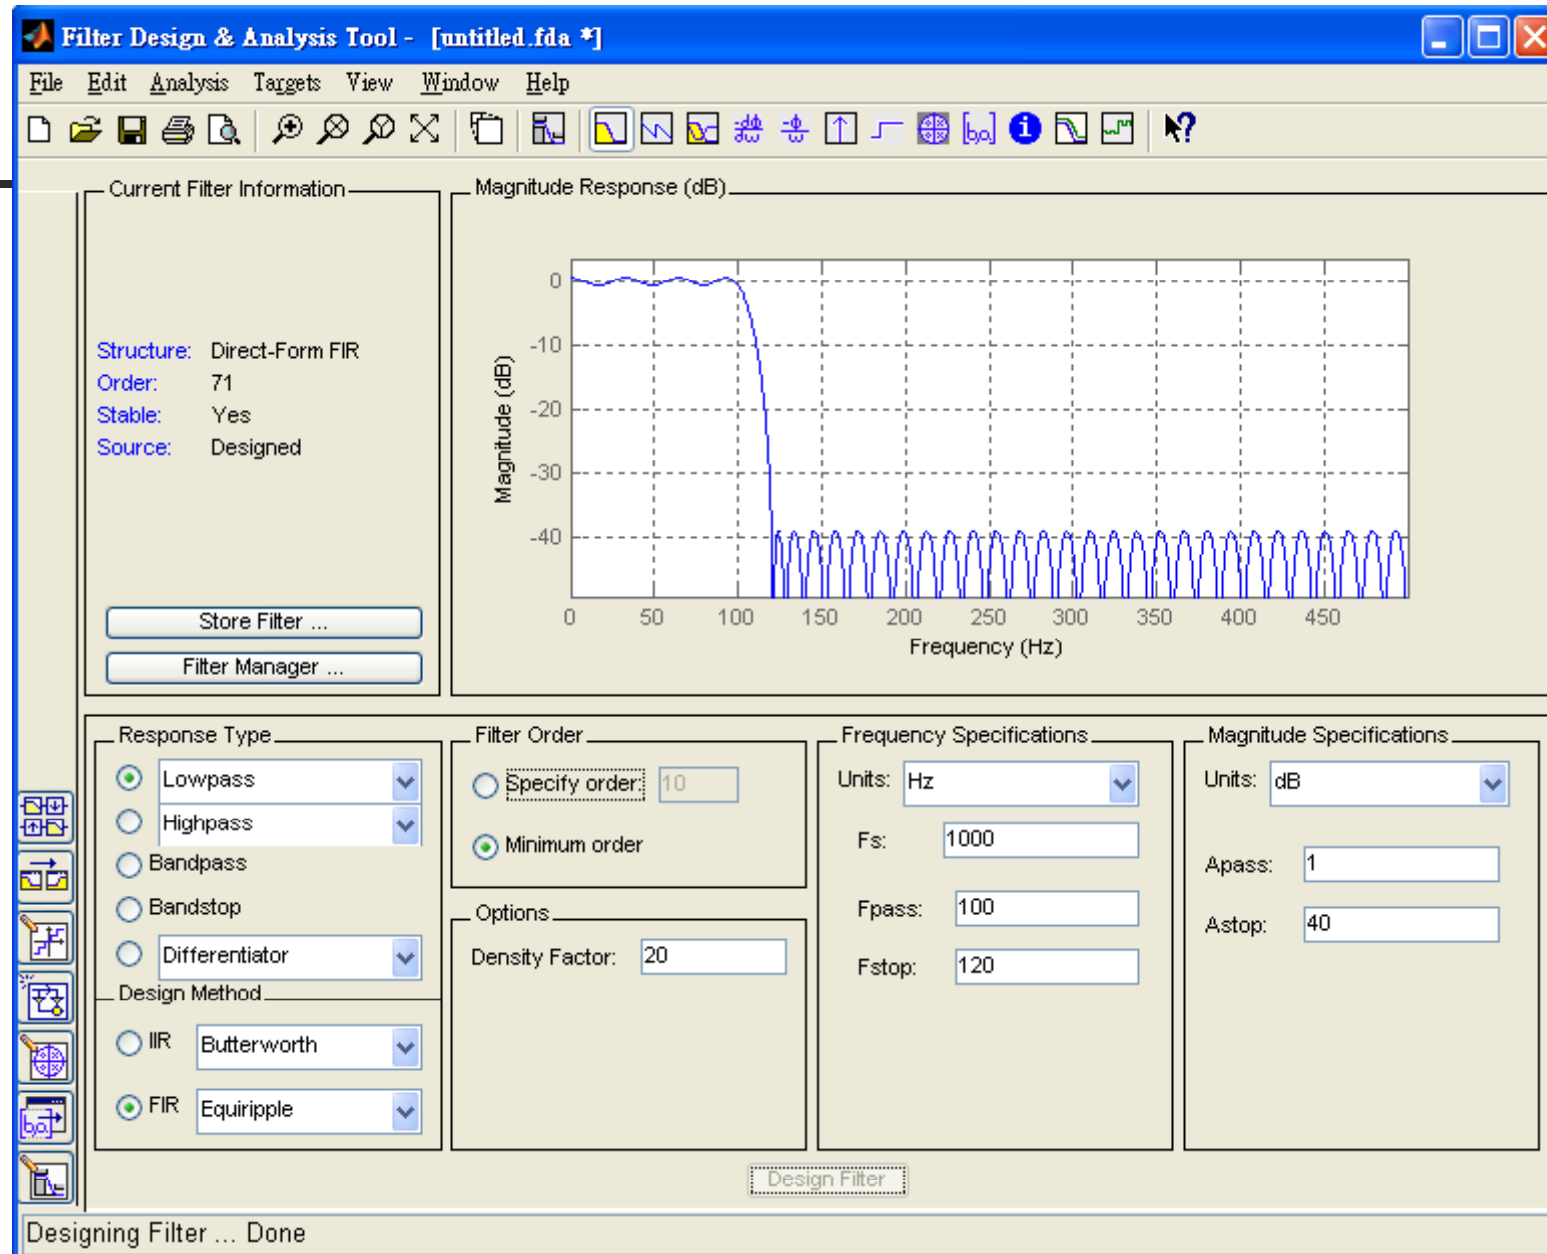 Filter Design & Analysis Tool - [untitled.fda *]
File Edit Analysis Targets View Window Help
Current Filter Information
Structure: Direct-Form FIR
Order: 71
Stable: Yes
Source: Designed
Store Filter ...
Filter Manager ...
Magnitude Response (dB)
0
-10
-20
-30
-40
Magnitude (dB)
0 50 100 150 200 250 300 350 400 450
Frequency (Hz)
Response Type
Lowpass
Highpass
Bandpass
Bandstop
Differentiator
Design Method
IIR Butterworth
FIR Equiripple
Filter Order
Specify order: 10
Minimum order
Options
Density Factor: 20
Frequency Specifications
Units: Hz
Fs: 1000
Fpass: 100
Fstop: 120
Magnitude Specifications
Units: dB
Apass: 1
Astop: 40
Design Filter
Designing Filter ... Done